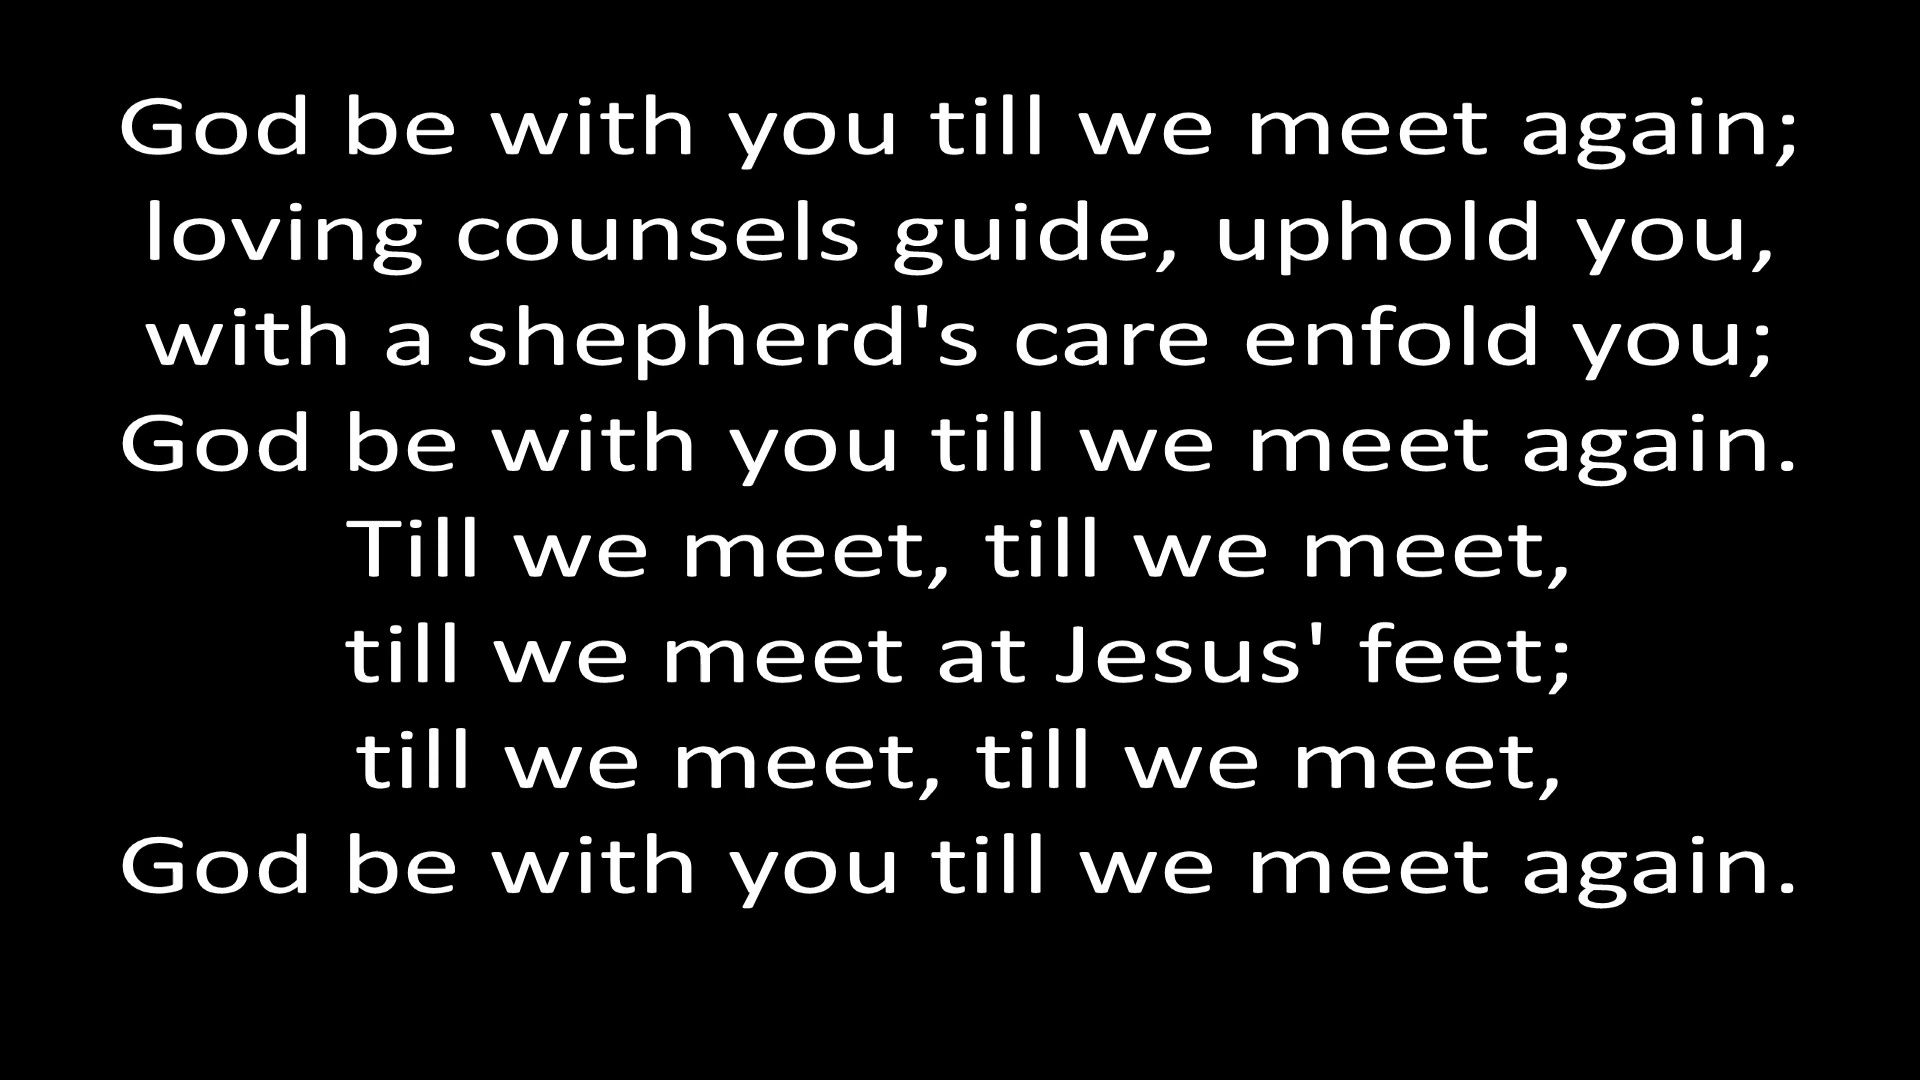 God be with you till we meet again;
loving counsels guide, uphold you,
with a shepherd's care enfold you;
God be with you till we meet again.
Till we meet, till we meet,
till we meet at Jesus' feet;
till we meet, till we meet,
God be with you till we meet again.